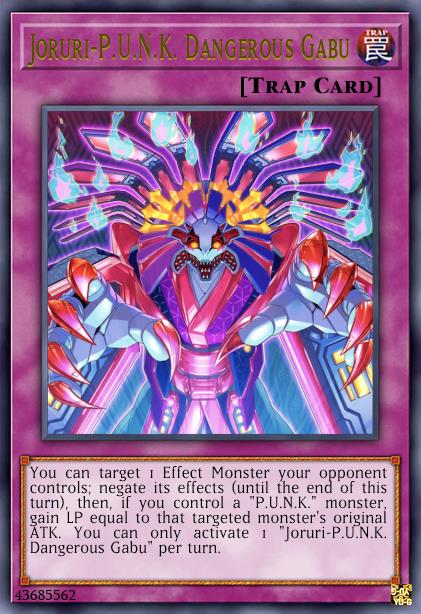 JORURI-P.U.N.K. DANGEROUS GABU
TRAP
罠
[TRAP CARD]
You can target 1 Effect Monster your opponent
controls; negate its effects (until the end of this
turn), then, if you control a "P.U.N.K." monster,
gain LP equal to that targeted monster's original
ATK. You can only activate 1 "Joruri-P.U.N.K.
Dangerous Gabu" per turn.
43685562